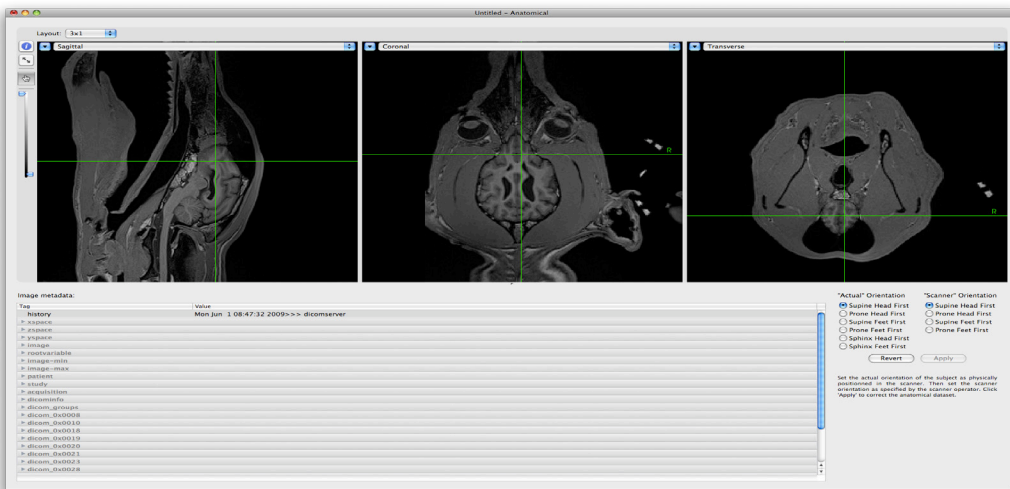 Untitled - Anatomical
Layout: 3x1
Sagittal
Coronal
Transverse
R
R
Image metadata:
Tag Value
history Mon Jun 1 08:47:32 2009>>> dicomserver
xspace
zspace
yspace
image
rootvariable
image-min
image-max
patient
study
acquisition
dicominfo
dicom_groups
dicom_0x0008
dicom_0x0010
dicom_0x0018
dicom_0x0019
dicom_0x0020
dicom_0x0021
dicom_0x0023
dicom_0x0028
"Actual" Orientation "Scanner" Orientation
Supine Head First Supine Head First
Prone Head First Prone Head First
Supine Feet First Supine Feet First
Prone Feet First Prone Feet First
Sphinx Head First
Sphinx Feet First
Revert Apply
Set the actual orientation of the subject as physically
positionned in the scanner. Then set the scanner
orientation as specified by the scanner operator. Click
'Apply' to correct the anatomical dataset.